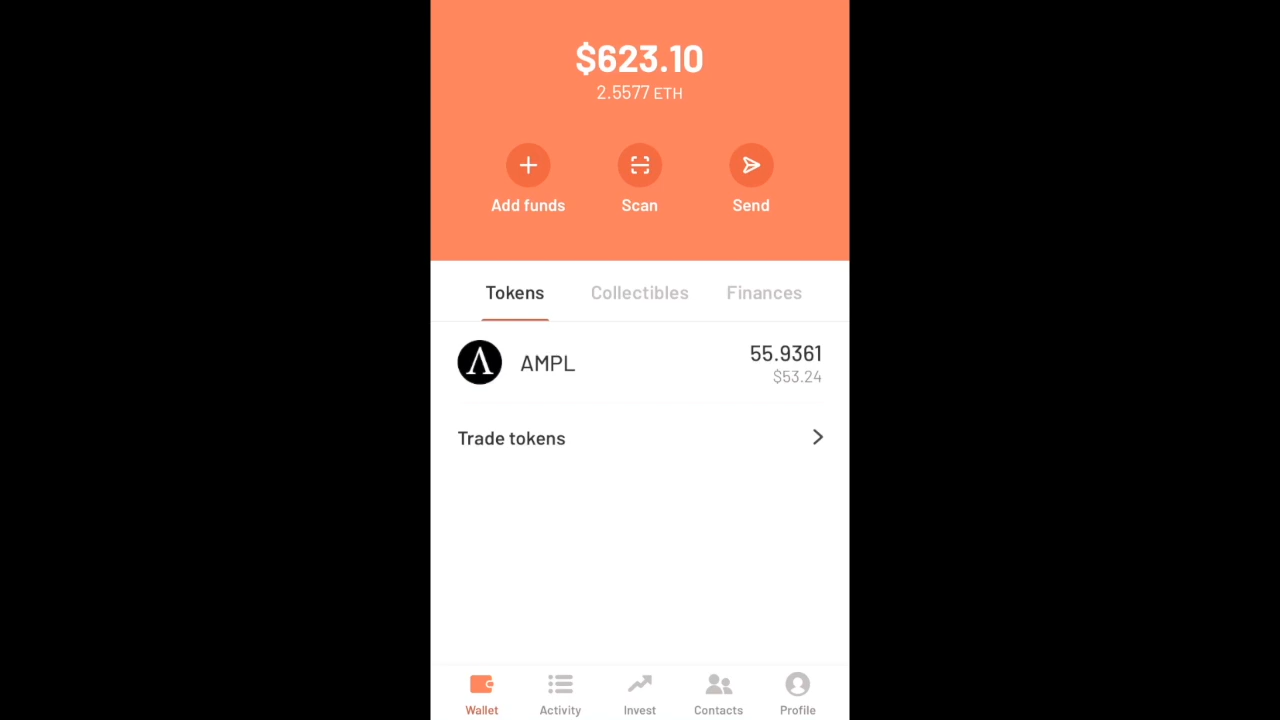 $623.10
2.5577 ETH
Add funds
Scan
Send
Tokens
Collectibles
Finances
AMPL
55.9361
$53.24
Trade tokens
Wallet
Activity
Invest
Contacts
Profile